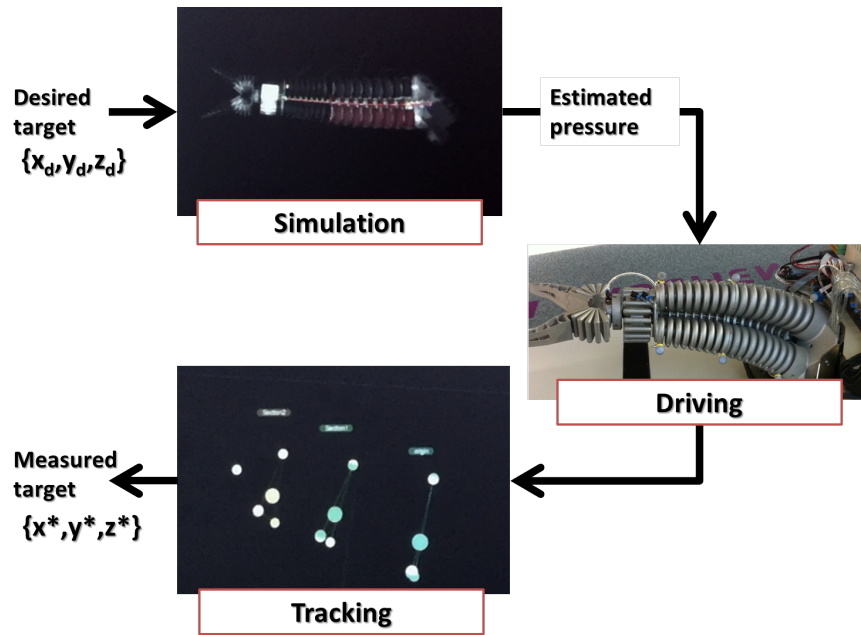 Desired
target
{xd,yd,zd}
Simulation
Estimated
pressure
Driving
Section2
Section1
origin
Measured
target
{x*,y*,z*}
Tracking